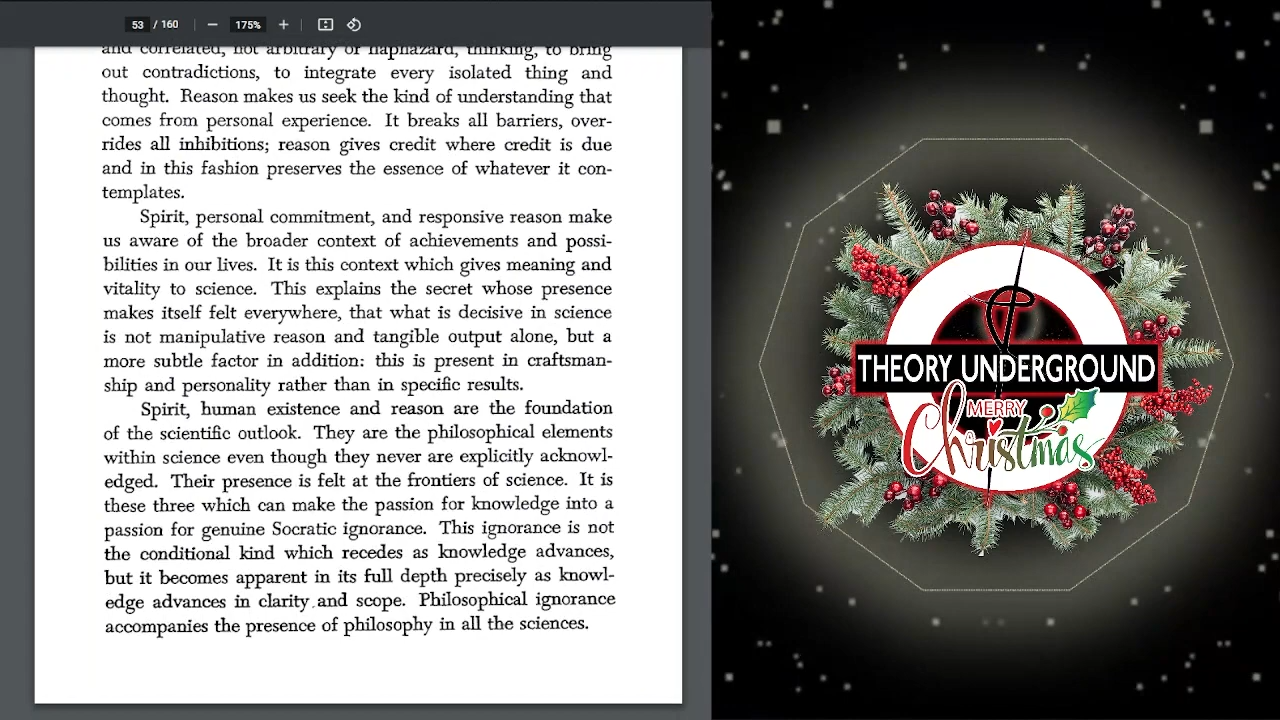 53 / 160
175%
and correlated, not arbitrary or haphazard, thinking, to bring
out contradictions, to integrate every isolated thing and
thought. Reason makes us seek the kind of understanding that
comes from personal experience. It breaks all barriers, over-
rides all inhibitions; reason gives credit where credit is due
and in this fashion preserves the essence of whatever it con-
templates.
Spirit, personal commitment, and responsive reason make
us aware of the broader context of achievements and possi-
bilities in our lives. It is this context which gives meaning and
vitality to science. This explains the secret whose presence
makes itself felt everywhere, that what is decisive in science
is not manipulative reason and tangible output alone, but a
more subtle factor in addition: this is present in craftsman-
ship and personality rather than in specific results.
Spirit, human existence and reason are the foundation
of the scientific outlook. They are the philosophical elements
within science even though they never are explicitly acknowl-
edged. Their presence is felt at the frontiers of science. It is
these three which can make the passion for knowledge into a
passion for genuine Socratic ignorance. This ignorance is not
the conditional kind which recedes as knowledge advances,
but it becomes apparent in its full depth precisely as knowl-
edge advances in clarity and scope. Philosophical ignorance
accompanies the presence of philosophy in all the sciences.
THEORY UNDERGROUND
MERRY
Christmas